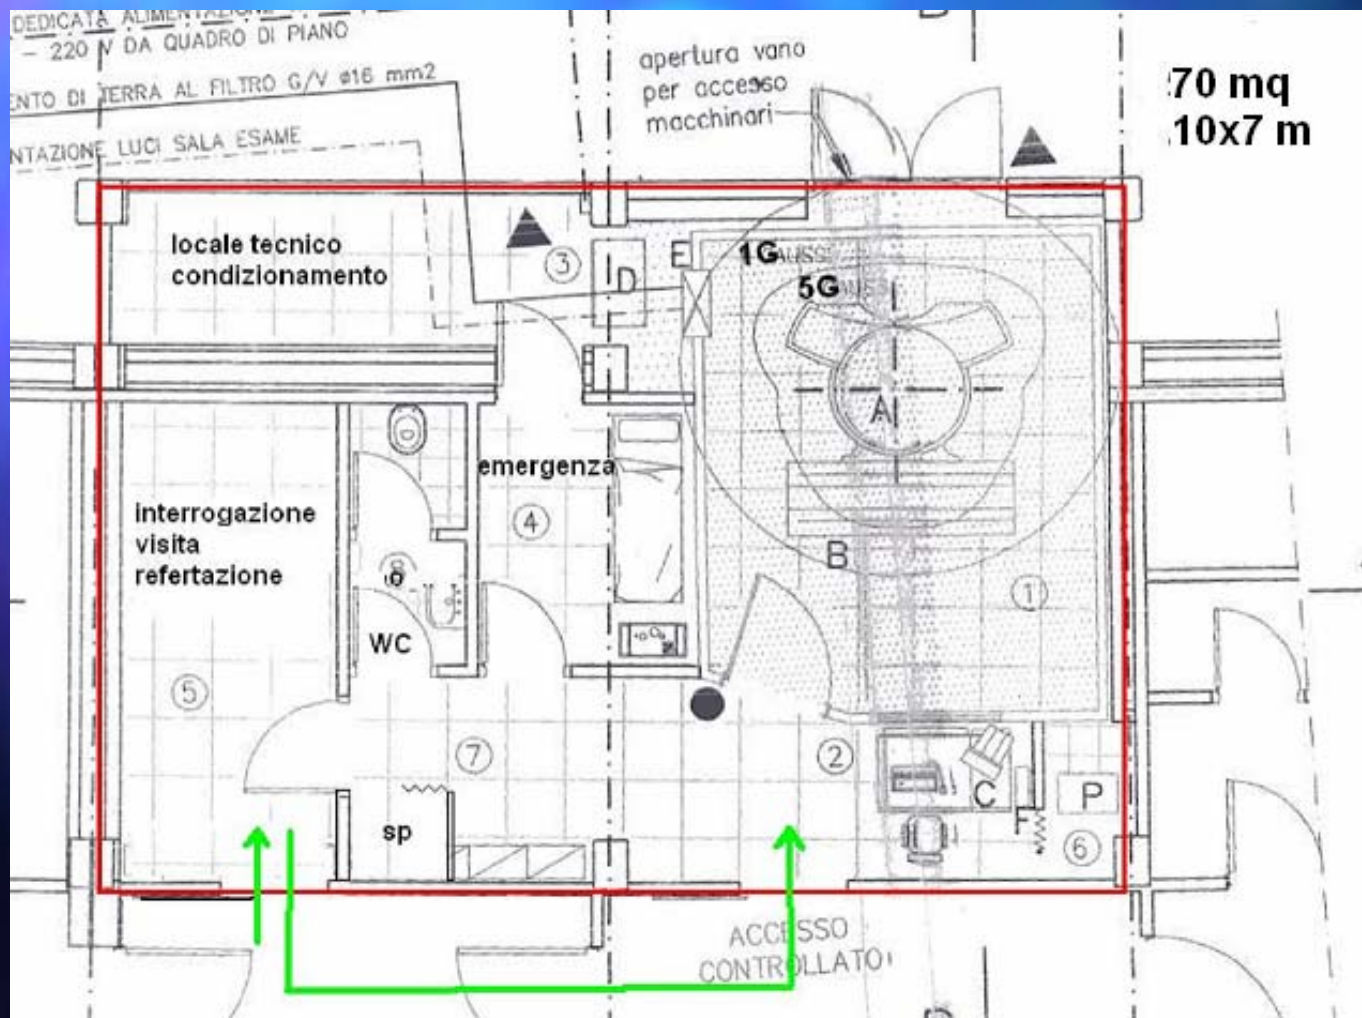 DEDICATA ALIMENTAZIONE
– 220 V DA QUADRO DI PIANO
ENTO DI TERRA AL FILTRO G/V ø16 mm2
NTAZIONE LUCI SALA ESAME
apertura vano
per accesso
macchinari
70 mq
10x7 m
locale tecnico
condizionamento
3
D
E
1GAUSS
5GAUSS
A
emergenza
4
interrogazione
visita
refertazione
B
1
WC
5
7
2
C
P
F
sp
6
ACCESSO
CONTROLLATO